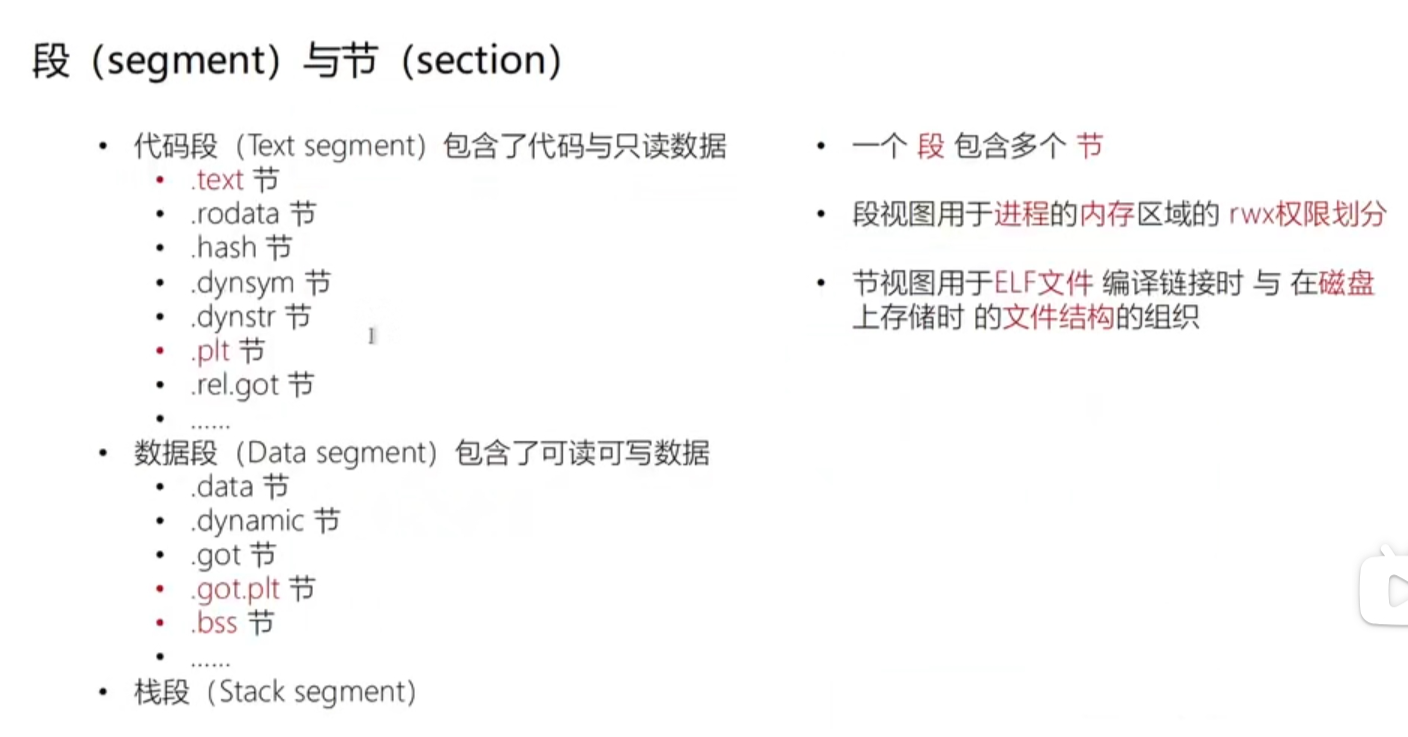 段（segment）与节（section）
• 代码段（Text segment）包含了代码与只读数据
• .text 节
• .rodata 节
• .hash 节
• .dynsym 节
• .dynstr 节
• .plt 节
• .rel.got 节
• ......
• 数据段（Data segment）包含了可读可写数据
• .data 节
• .dynamic 节
• .got 节
• .got.plt 节
• .bss 节
• ......
• 栈段（Stack segment）
• 一个 段 包含多个 节
• 段视图用于进程的内存区域的 rwx权限划分
• 节视图用于ELF文件 编译链接时 与 在磁盘
上存储时 的文件结构的组织